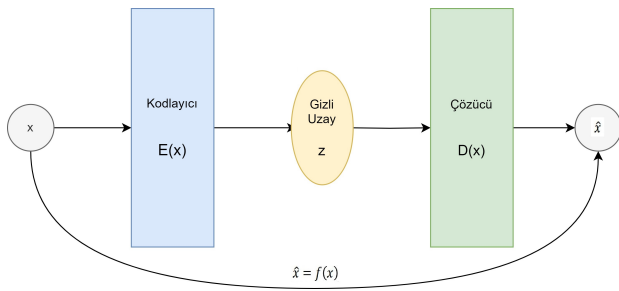 x
Kodlayıcı
E(x)
Gizli
Uzay
z
Çözücü
D(x)
x̂
x̂ = f(x)